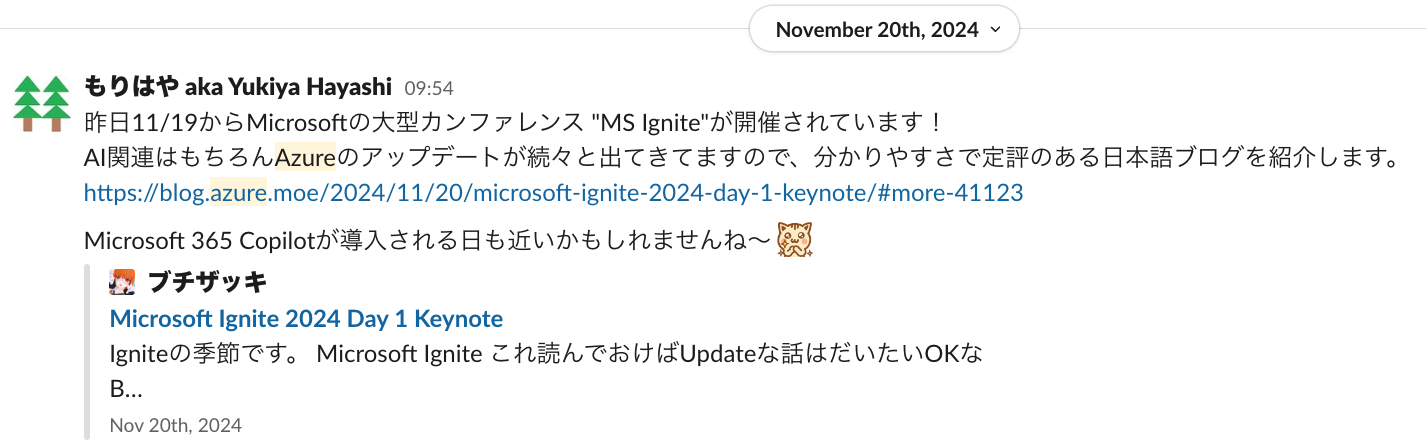 November 20th, 2024
もりはや aka Yukiya Hayashi 09:54
昨日11/19からMicrosoftの大型カンファレンス "MS Ignite"が開催されています！
AI関連はもちろんAzureのアップデートが続々と出てきてますので、分かりやすさで定評のある日本語ブログを紹介します。
https://blog.azure.moe/2024/11/20/microsoft-ignite-2024-day-1-keynote/#more-41123
Microsoft 365 Copilotが導入される日も近いかもしれませんね〜
ブチザッキ
Microsoft Ignite 2024 Day 1 Keynote
Igniteの季節です。 Microsoft Ignite これ読んでおけばUpdateな話はだいたいOKな
B...
Nov 20th, 2024